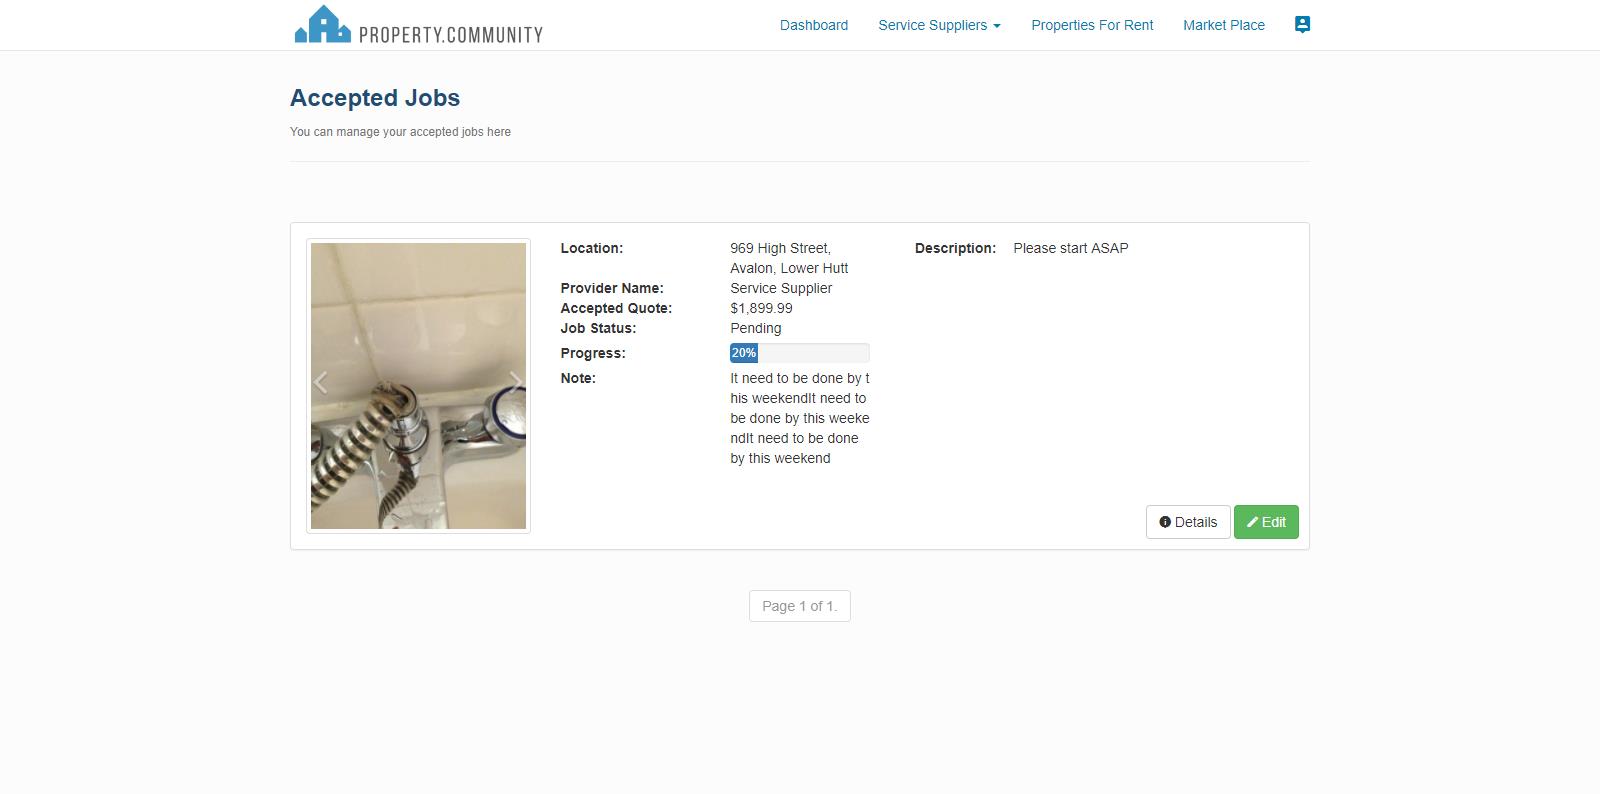 PROPERTY.COMMUNITY
Dashboard
Service Suppliers
Properties For Rent
Market Place
Accepted Jobs
You can manage your accepted jobs here
Location:
969 High Street,
Avalon, Lower Hutt
Provider Name:
Service Supplier
Accepted Quote:
$1,899.99
Job Status:
Pending
Progress:
20%
Note:
It need to be done by t
his weekendIt need to
be done by this weeke
ndIt need to be done
by this weekend
Description:
Please start ASAP
Details
Edit
Page 1 of 1.